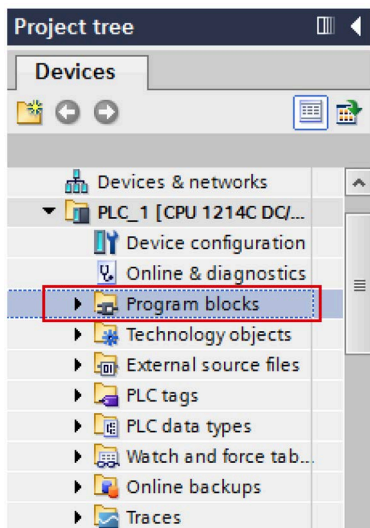 Project tree
Devices
Devices & networks
PLC_1 [CPU 1214C DC/...
Device configuration
Online & diagnostics
Program blocks
Technology objects
External source files
PLC tags
PLC data types
Watch and force tab...
Online backups
Traces